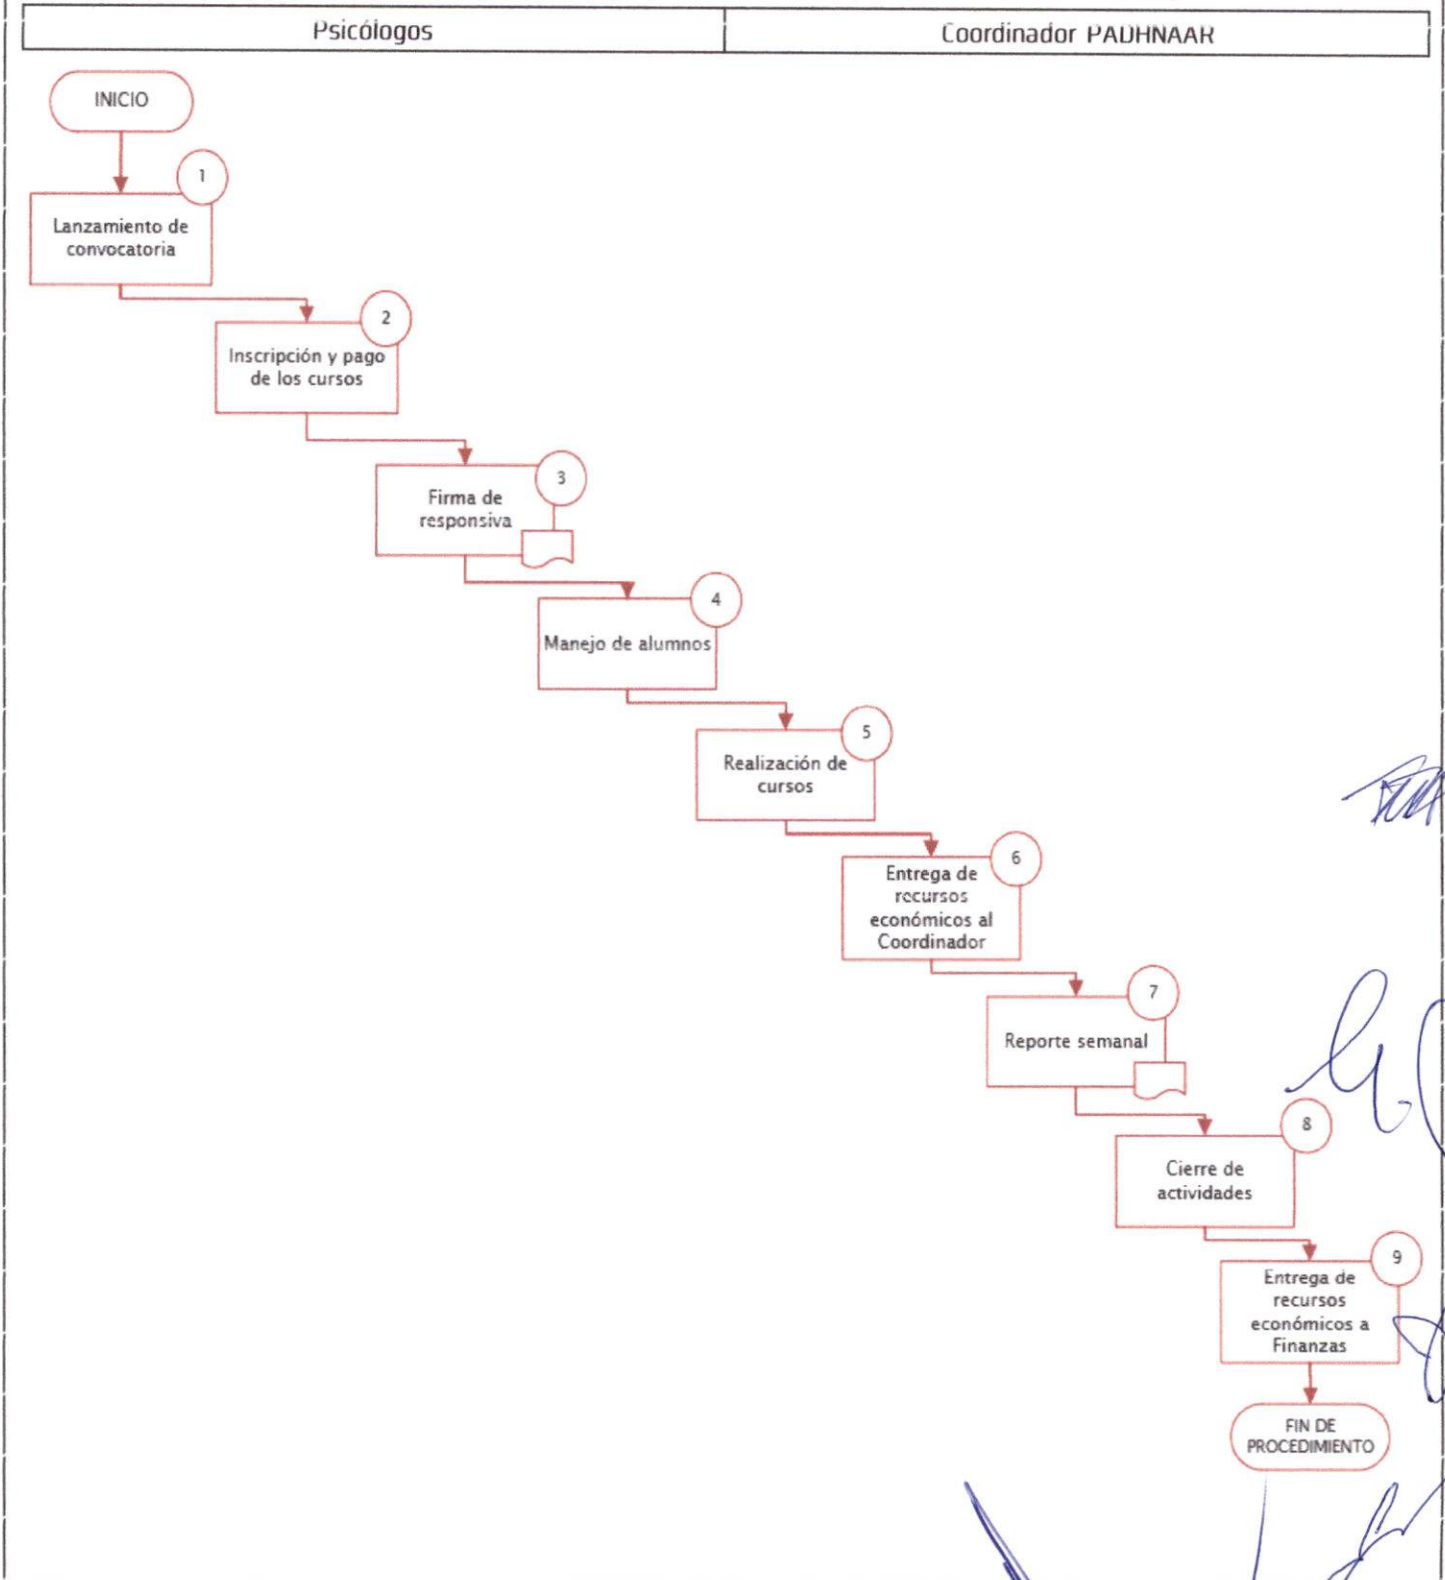 Psicólogos
Coordinador PADHNAAR
INICIO
1
Lanzamiento de
convocatoria
2
Inscripción y pago
de los cursos
3
Firma de
responsiva
4
Manejo de alumnos
5
Realización de
cursos
6
Entrega de
recursos
económicos al
Coordinador
7
Reporte semanal
8
Cierre de
actividades
9
Entrega de
recursos
económicos a
Finanzas
FIN DE
PROCEDIMIENTO